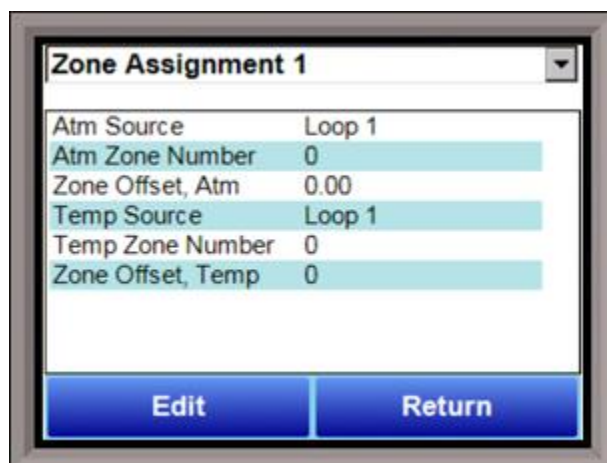 Zone Assignment 1
Atm Source Loop 1
Atm Zone Number 0
Zone Offset, Atm 0.00
Temp Source Loop 1
Temp Zone Number 0
Zone Offset, Temp 0
Edit Return